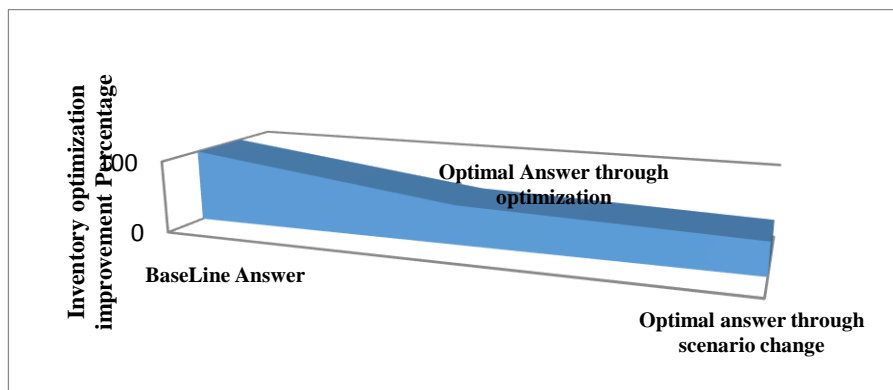 Inventory optimization
improvement Percentage
100
0
Optimal Answer through
optimization
BaseLine Answer
Optimal answer through
scenario change